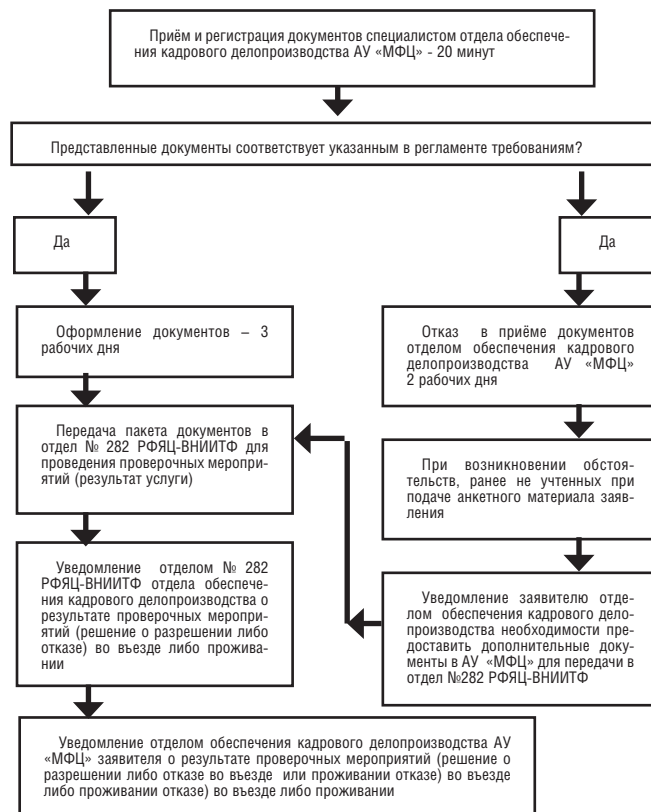 Приём и регистрация документов специалистом отдела обеспече-
ния кадрового делопроизводства АУ «МФЦ» - 20 минут
Представленные документы соответствует указанным в регламенте требованиям?
Да
Да
Оформление документов – 3
рабочих дня
Отказ в приёме документов
отделом обеспечения кадрового
делопроизводства АУ «МФЦ»
2 рабочих дня
Передача пакета документов в
отдел № 282 РФЯЦ-ВНИИТФ для
проведения проверочных меропри-
ятий (результат услуги)
При возникновении обстоя-
тельств, ранее не учтенных при
подаче анкетного материала заяв-
ления
Уведомление отделом № 282
РФЯЦ-ВНИИТФ отдела обеспече-
ния кадрового делопроизводства о
результате проверочных меропри-
ятий (решение о разрешении либо
отказе) во въезде либо прожива-
нии
Уведомление заявителю отде-
лом обеспечения кадрового дело-
производства необходимости пре-
доставить дополнительные доку-
менты в АУ «МФЦ» для передачи в
отдел №282 РФЯЦ-ВНИИТФ
Уведомление отделом обеспечения кадрового делопроизводства АУ
«МФЦ» заявителя о результате проверочных мероприятий (решение о
разрешении либо отказе во въезде или проживании отказе) во въезде
либо проживании отказе) во въезде либо проживании